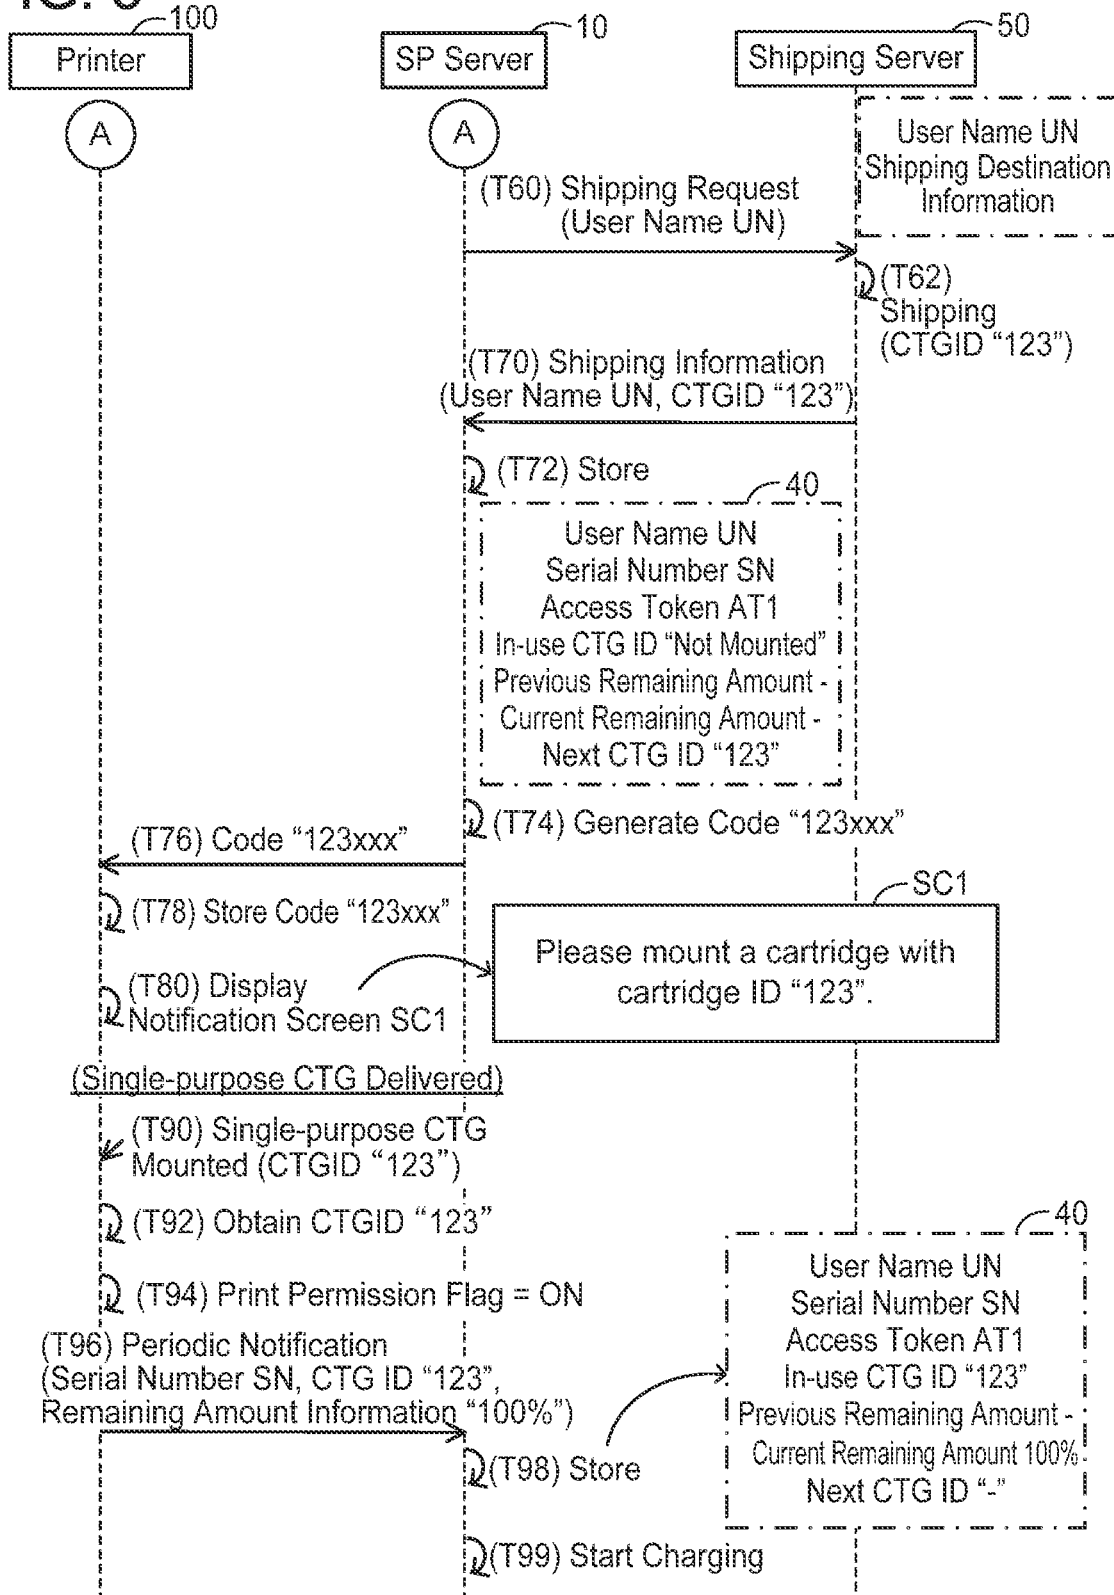 100
10
50
Printer
SP Server
Shipping Server
A
A
User Name UN
Shipping Destination
Information
(T60) Shipping Request
(User Name UN)
(T62)
Shipping
(CTGID “123”)
(T70) Shipping Information
(User Name UN, CTGID “123”)
(T72) Store
40
User Name UN
Serial Number SN
Access Token AT1
In-use CTG ID “Not Mounted”
Previous Remaining Amount -
Current Remaining Amount -
Next CTG ID “123”
(T74) Generate Code “123xxx”
(T76) Code “123xxx”
(T78) Store Code “123xxx”
SC1
Please mount a cartridge with
cartridge ID “123”.
(T80) Display
Notification Screen SC1
(Single-purpose CTG Delivered)
(T90) Single-purpose CTG
Mounted (CTGID “123”)
(T92) Obtain CTGID “123”
(T94) Print Permission Flag = ON
(T96) Periodic Notification
(Serial Number SN, CTG ID “123”,
Remaining Amount Information “100%”)
40
User Name UN
Serial Number SN
Access Token AT1
In-use CTG ID “123”
Previous Remaining Amount -
Current Remaining Amount 100%
Next CTG ID “-”
(T98) Store
(T99) Start Charging